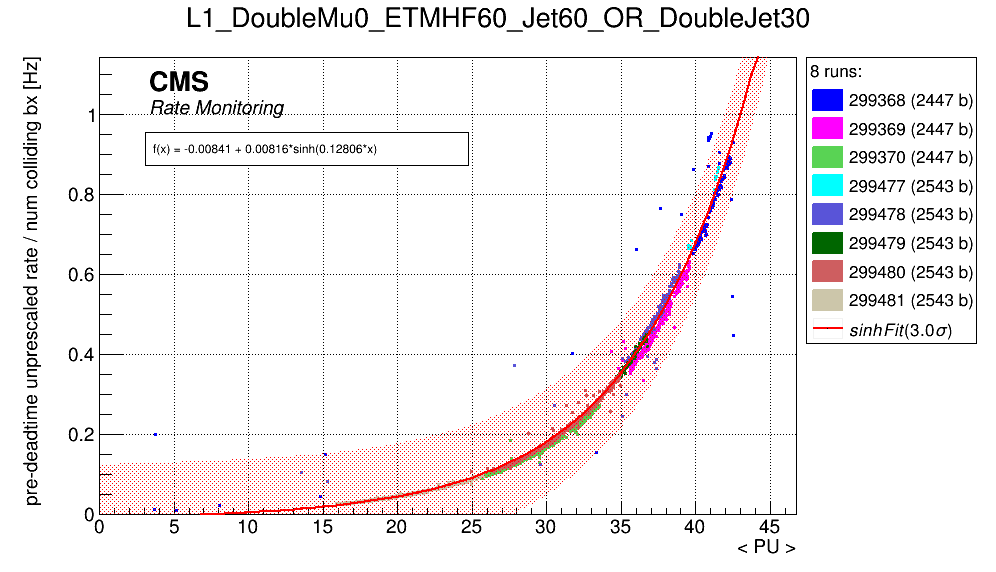 L1_DoubleMu0_ETMHF60_Jet60_OR_DoubleJet30
pre-deadtime unprescaled rate / num colliding bx [Hz]
CMS
Rate Monitoring
f(x) = -0.00841 + 0.00816*sinh(0.12806*x)
1
0.8
0.6
0.4
0.2
0
0 5 10 15 20 25 30 35 40 45
< PU >
8 runs:
299368 (2447 b)
299369 (2447 b)
299370 (2447 b)
299477 (2543 b)
299478 (2543 b)
299479 (2543 b)
299480 (2543 b)
299481 (2543 b)
sinhFit(3.0σ)